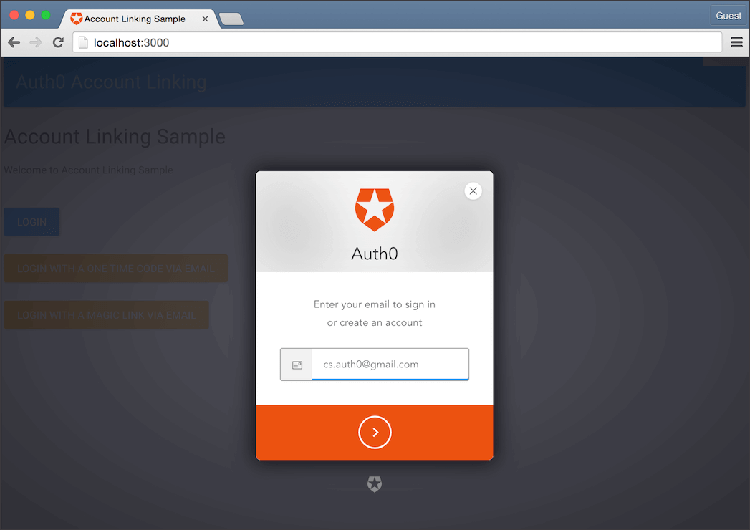 Account Linking Sample
Guest
localhost:3000
Auth0 Account Linking
Account Linking Sample
Welcome to Account Linking Sample
LOGIN
LOGIN WITH A ONE TIME CODE VIA EMAIL
LOGIN WITH A MAGIC LINK VIA EMAIL
Auth0
Enter your email to sign in
or create an account
cs.auth0@gmail.com